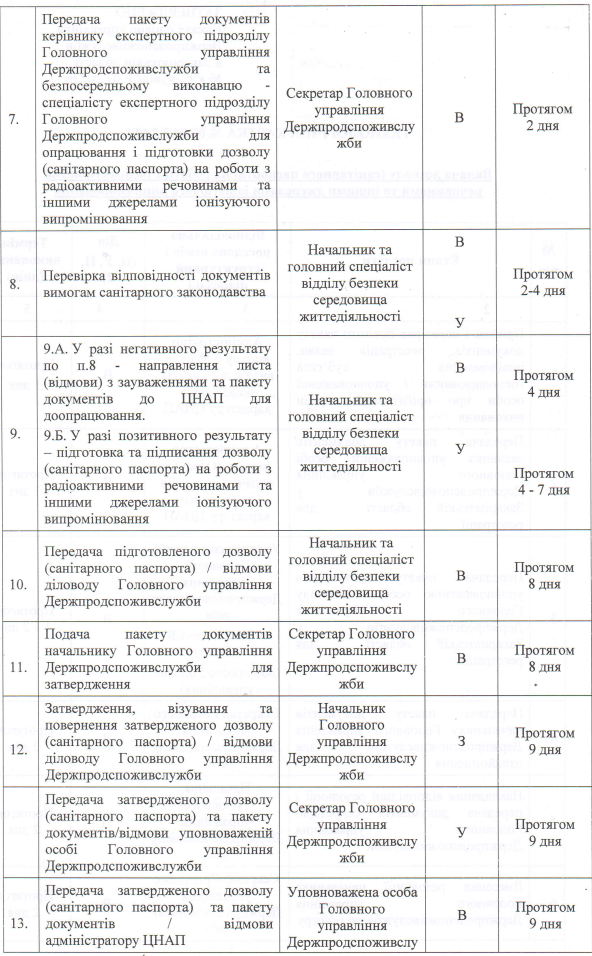 7.
Передача пакету документів
керівнику експертного підрозділу
Головного управління
Держпродспоживслужби та
безпосередньому виконавцю -
спеціалісту експертного підрозділу
Головного управління
Держпродспоживслужби для
опрацювання і підготовки дозволу
(санітарного паспорта) на роботи з
радіоактивними речовинами та
іншими джерелами іонізуючого
випромінювання
Секретар Головного
управління
Держпродспоживслу
жби
В
Протягом
2 дня
8.
Перевірка відповідності документів
вимогам санітарного законодавства
Начальник та
головний спеціаліст
відділу безпеки
середовища
життєдіяльності
В
У
Протягом
2-4 дня
9.
9.А. У разі негативного результату
по п.8 - направлення листа
(відмови) з зауваженнями та пакету
документів до ЦНАП для
доопрацювання.
9.Б. У разі позитивного результату
– підготовка та підписання дозволу
(санітарного паспорта) на роботи з
радіоактивними речовинами та
іншими джерелами іонізуючого
випромінювання
Начальник та
головний спеціаліст
відділу безпеки
середовища
життєдіяльності
В
У
Протягом
4 дня
Протягом
4 - 7 дня
10.
Передача підготовленого дозволу
(санітарного паспорта) / відмови
діловоду Головного управління
Держпродспоживслужби
Начальник та
головний спеціаліст
відділу безпеки
середовища
життєдіяльності
В
Протягом
8 дня
11.
Подача пакету документів
начальнику Головного управління
Держпродспоживслужби для
затвердження
Секретар Головного
управління
Держпродспоживслу
жби
В
Протягом
8 дня
12.
Затвердження, візування та
повернення затвердженого дозволу
(санітарного паспорта) / відмови
діловоду Головного управління
Держпродспоживслужби
Начальник
Головного
управління
Держпродспоживслу
жби
З
Протягом
9 дня
Передача затвердженого дозволу
(санітарного паспорта) та пакету
документів/відмови уповноваженій
особі Головного управління
Держпродспоживслужби
Секретар Головного
управління
Держпродспоживслу
жби
У
Протягом
9 дня
13.
Передача затвердженого дозволу
(санітарного паспорта) та пакету
документів / відмови
адміністратору ЦНАП
Уповноважена особа
Головного
управління
Держпродспоживслу
В
Протягом
9 дня